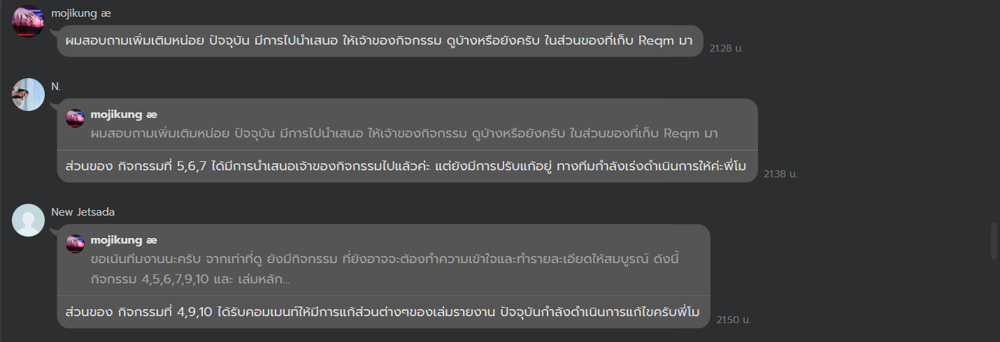 mojikung æ
ผมสอบถามเพิ่มเติมหน่อย ปัจจุบัน มีการไปนำเสนอ ให้เจ้าของกิจกรรม ดูบ้างหรือยังครับ ในส่วนของที่เก็บ Reqm มา
21.28 น.
N.
mojikung æ
ผมสอบถามเพิ่มเติมหน่อย ปัจจุบัน มีการไปนำเสนอ ให้เจ้าของกิจกรรม ดูบ้างหรือยังครับ ในส่วนของที่เก็บ Reqm มา
ส่วนของ กิจกรรมที่ 5,6,7 ได้มีการนำเสนอเจ้าของกิจกรรมไปแล้วค่ะ แต่ยังมีการปรับแก้อยู่ ทางทีมกำลังเร่งดำเนินการให้ค่ะพี่โม
21.38 น.
New Jetsada
mojikung æ
ขอเน้นทีมงานนะครับ จากเท่าที่ดู ยังมีกิจกรรม ที่ยังอาจจะต้องทำความเข้าใจและทำรายละเอียดให้สมบูรณ์ ดังนี้
กิจกรรม 4,5,6,7,9,10 และ เล่มหลัก...
ส่วนของ กิจกรรมที่ 4,9,10 ได้รับคอมเมนท์ให้มีการแก้ส่วนต่างๆของเล่มรายงาน ปัจจุบันกำลังดำเนินการแก้ไขครับพี่โม
21.50 น.